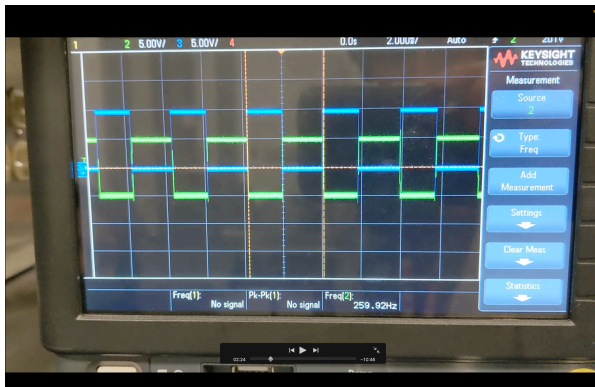 1 2 5.00V/ 3 5.00V/ 4 0.0s 2.000s/ Auto 2 201V
KEYSIGHT
TECHNOLOGIES
Measurement
Source
2
Type:
Freq
Add
Measurement
Settings
Clear Meas
Statistics
Freq(1): Pk-Pk(1): Freq(2):
No signal No signal 259.92Hz
02:24 -10:46